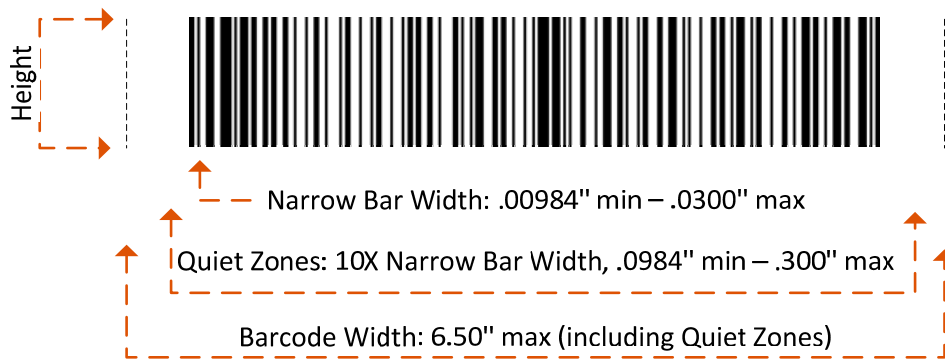 Height
Narrow Bar Width: .00984" min – .0300" max
Quiet Zones: 10X Narrow Bar Width, .0984" min – .300" max
Barcode Width: 6.50" max (including Quiet Zones)